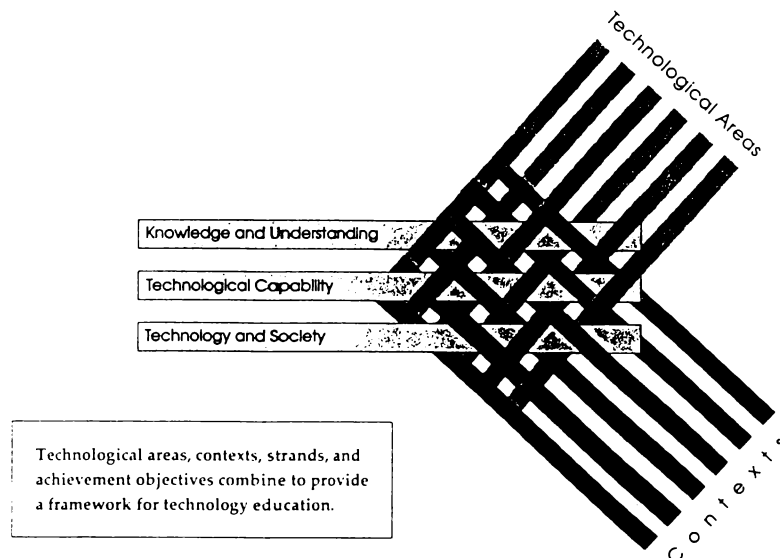 Technological Areas
Knowledge and Understanding
Technological Capability
Technology and Society
Technological areas, contexts, strands, and
achievement objectives combine to provide
a framework for technology education.
Contexts